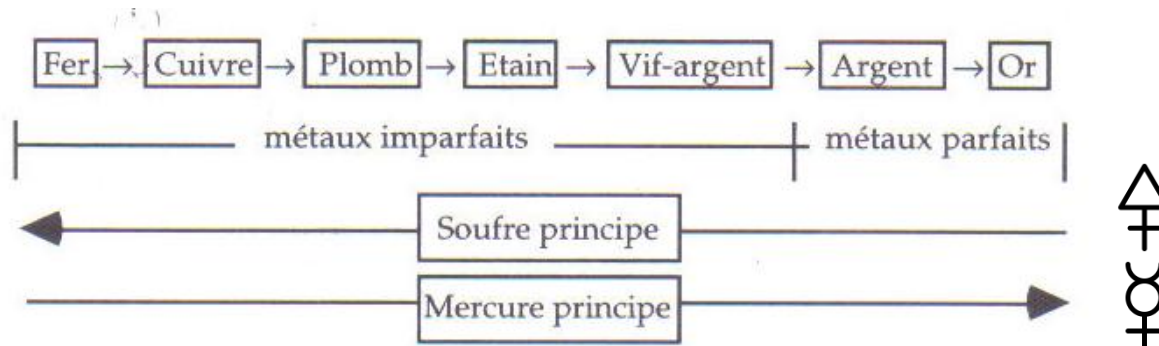 Fer → Cuivre → Plomb → Etain → Vif-argent → Argent → Or
métaux imparfaits métaux parfaits
Soufre principe
Mercure principe